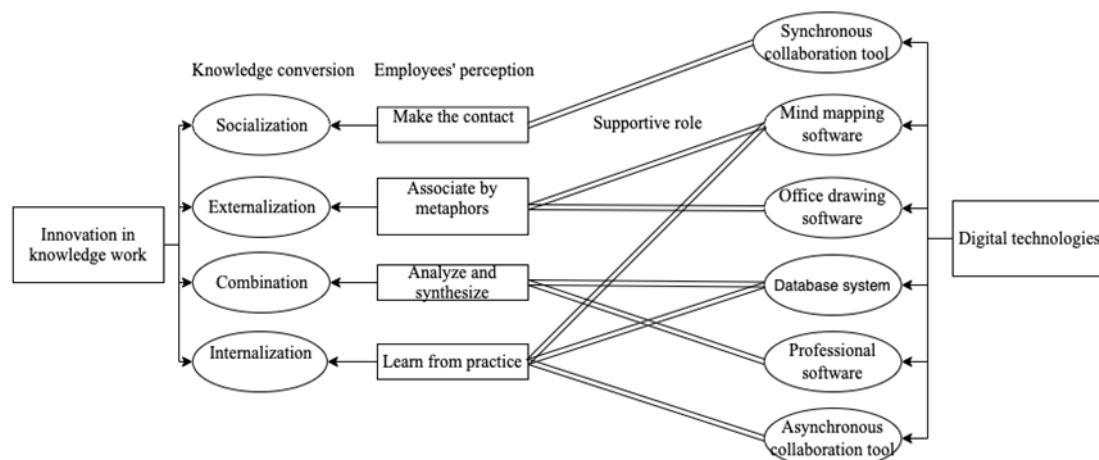 Knowledge conversion
Employees' perception
Supportive role
Innovation in
knowledge work
Socialization
Externalization
Combination
Internalization
Make the contact
Associate by
metaphors
Analyze and
synthesize
Learn from practice
Synchronous
collaboration tool
Mind mapping
software
Office drawing
software
Database system
Professional
software
Asynchronous
collaboration tool
Digital technologies